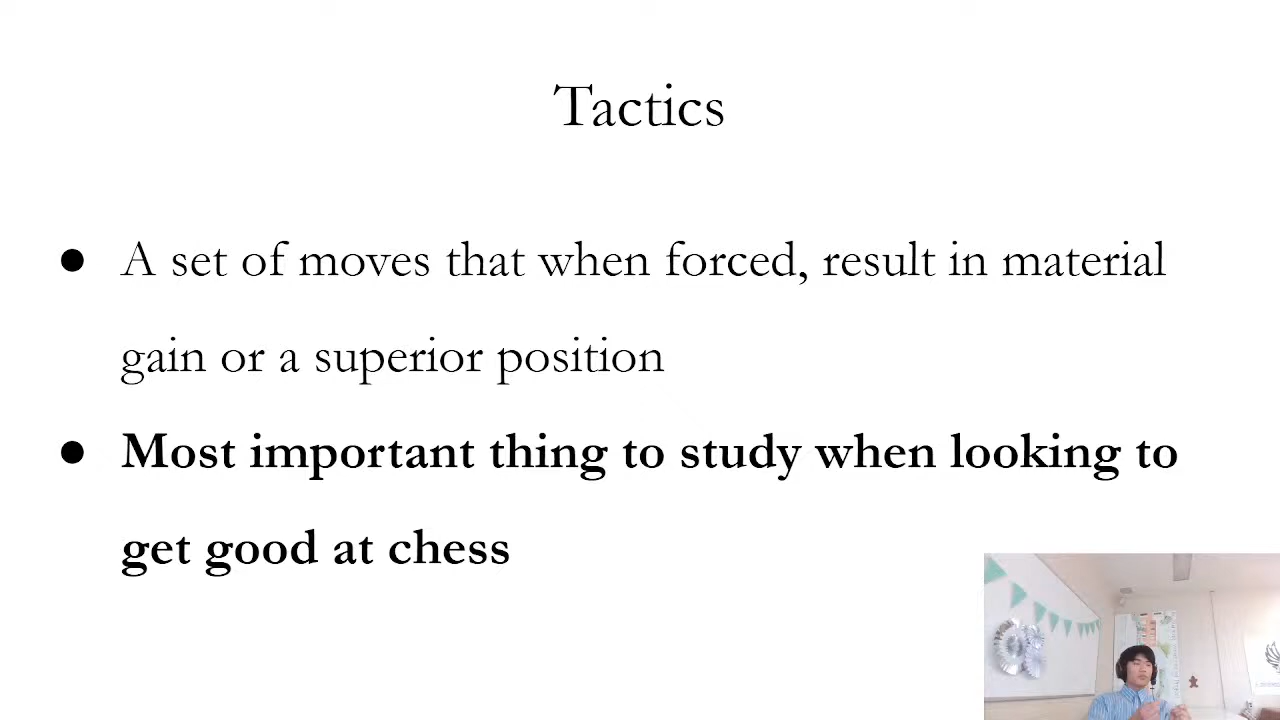 Tactics
● A set of moves that when forced, result in material
gain or a superior position
● Most important thing to study when looking to
get good at chess